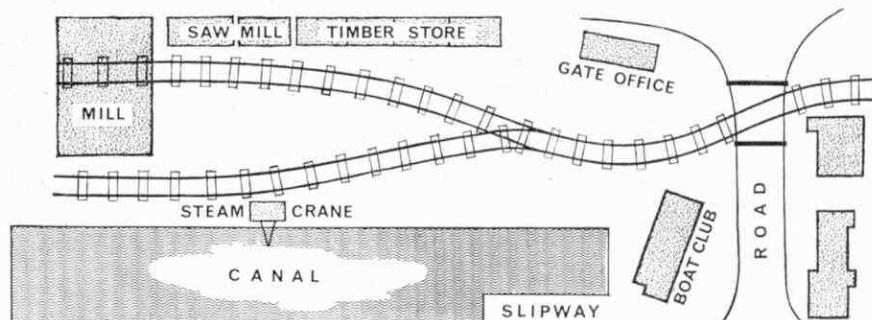 SAW MILL
TIMBER STORE
GATE OFFICE
MILL
STEAM CRANE
BOAT CLUB
ROAD
CANAL
SLIPWAY